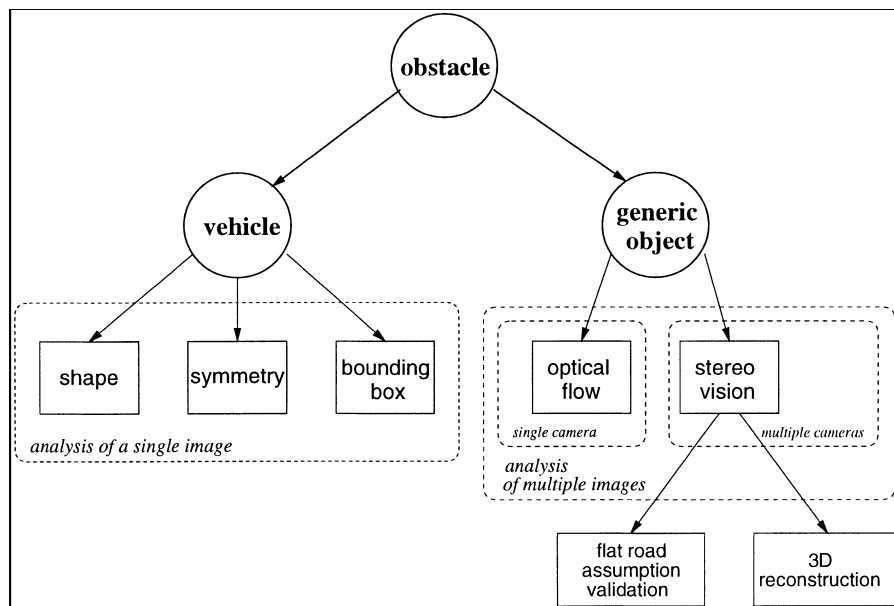 obstacle
vehicle
generic
object
shape
symmetry
bounding
box
analysis of a single image
optical
flow
stereo
vision
single camera
multiple cameras
analysis
of multiple images
flat road
assumption
validation
3D
reconstruction